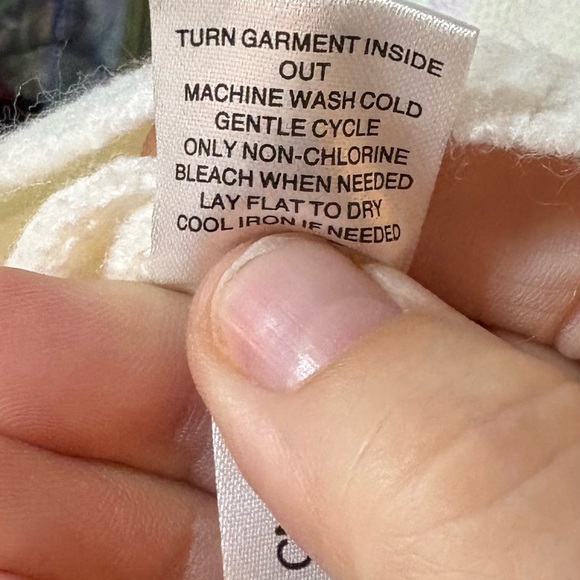 TURN GARMENT INSIDE
OUT
MACHINE WASH COLD
GENTLE CYCLE
ONLY NON-CHLORINE
BLEACH WHEN NEEDED
LAY FLAT TO DRY
COOL IRON IF NEEDED